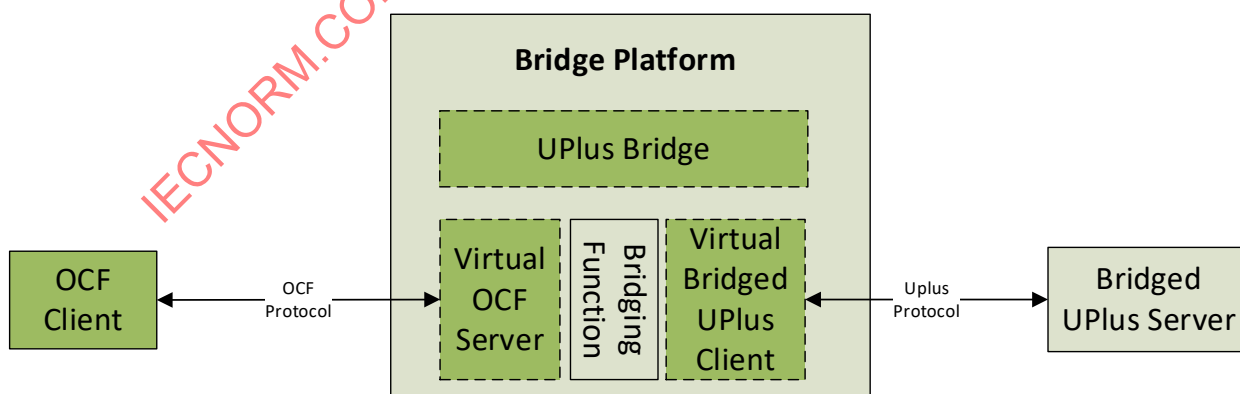 IECNORM.CO
Bridge Platform
UPlus Bridge
OCF
Client
OCF
Protocol
Virtual
OCF
Server
Bridging
Function
Virtual
Bridged
UPlus
Client
Uplus
Protocol
Bridged
UPlus Server